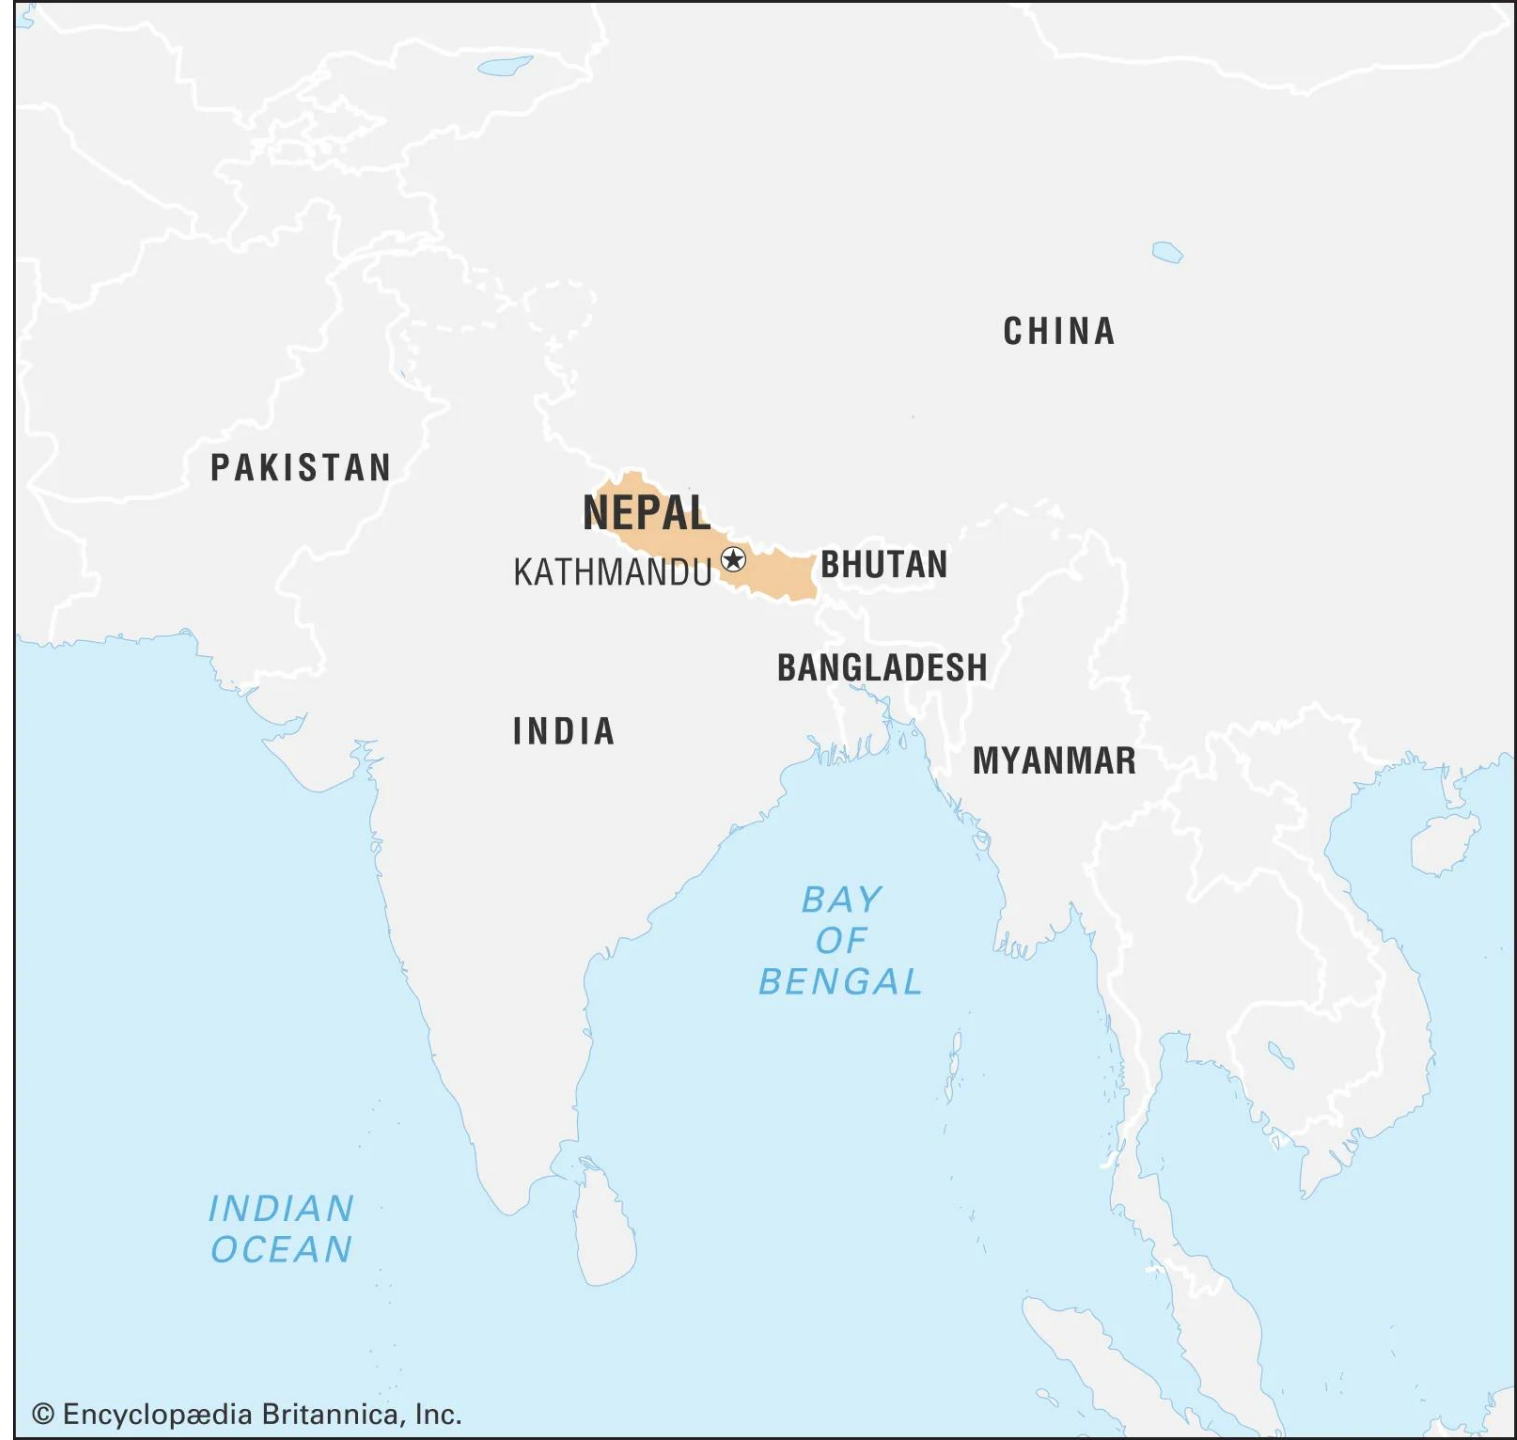 CHINA
PAKISTAN
NEPAL
KATHMANDU
BHUTAN
BANGLADESH
INDIA
MYANMAR
BAY
OF
BENGAL
INDIAN
OCEAN
© Encyclopædia Britannica, Inc.